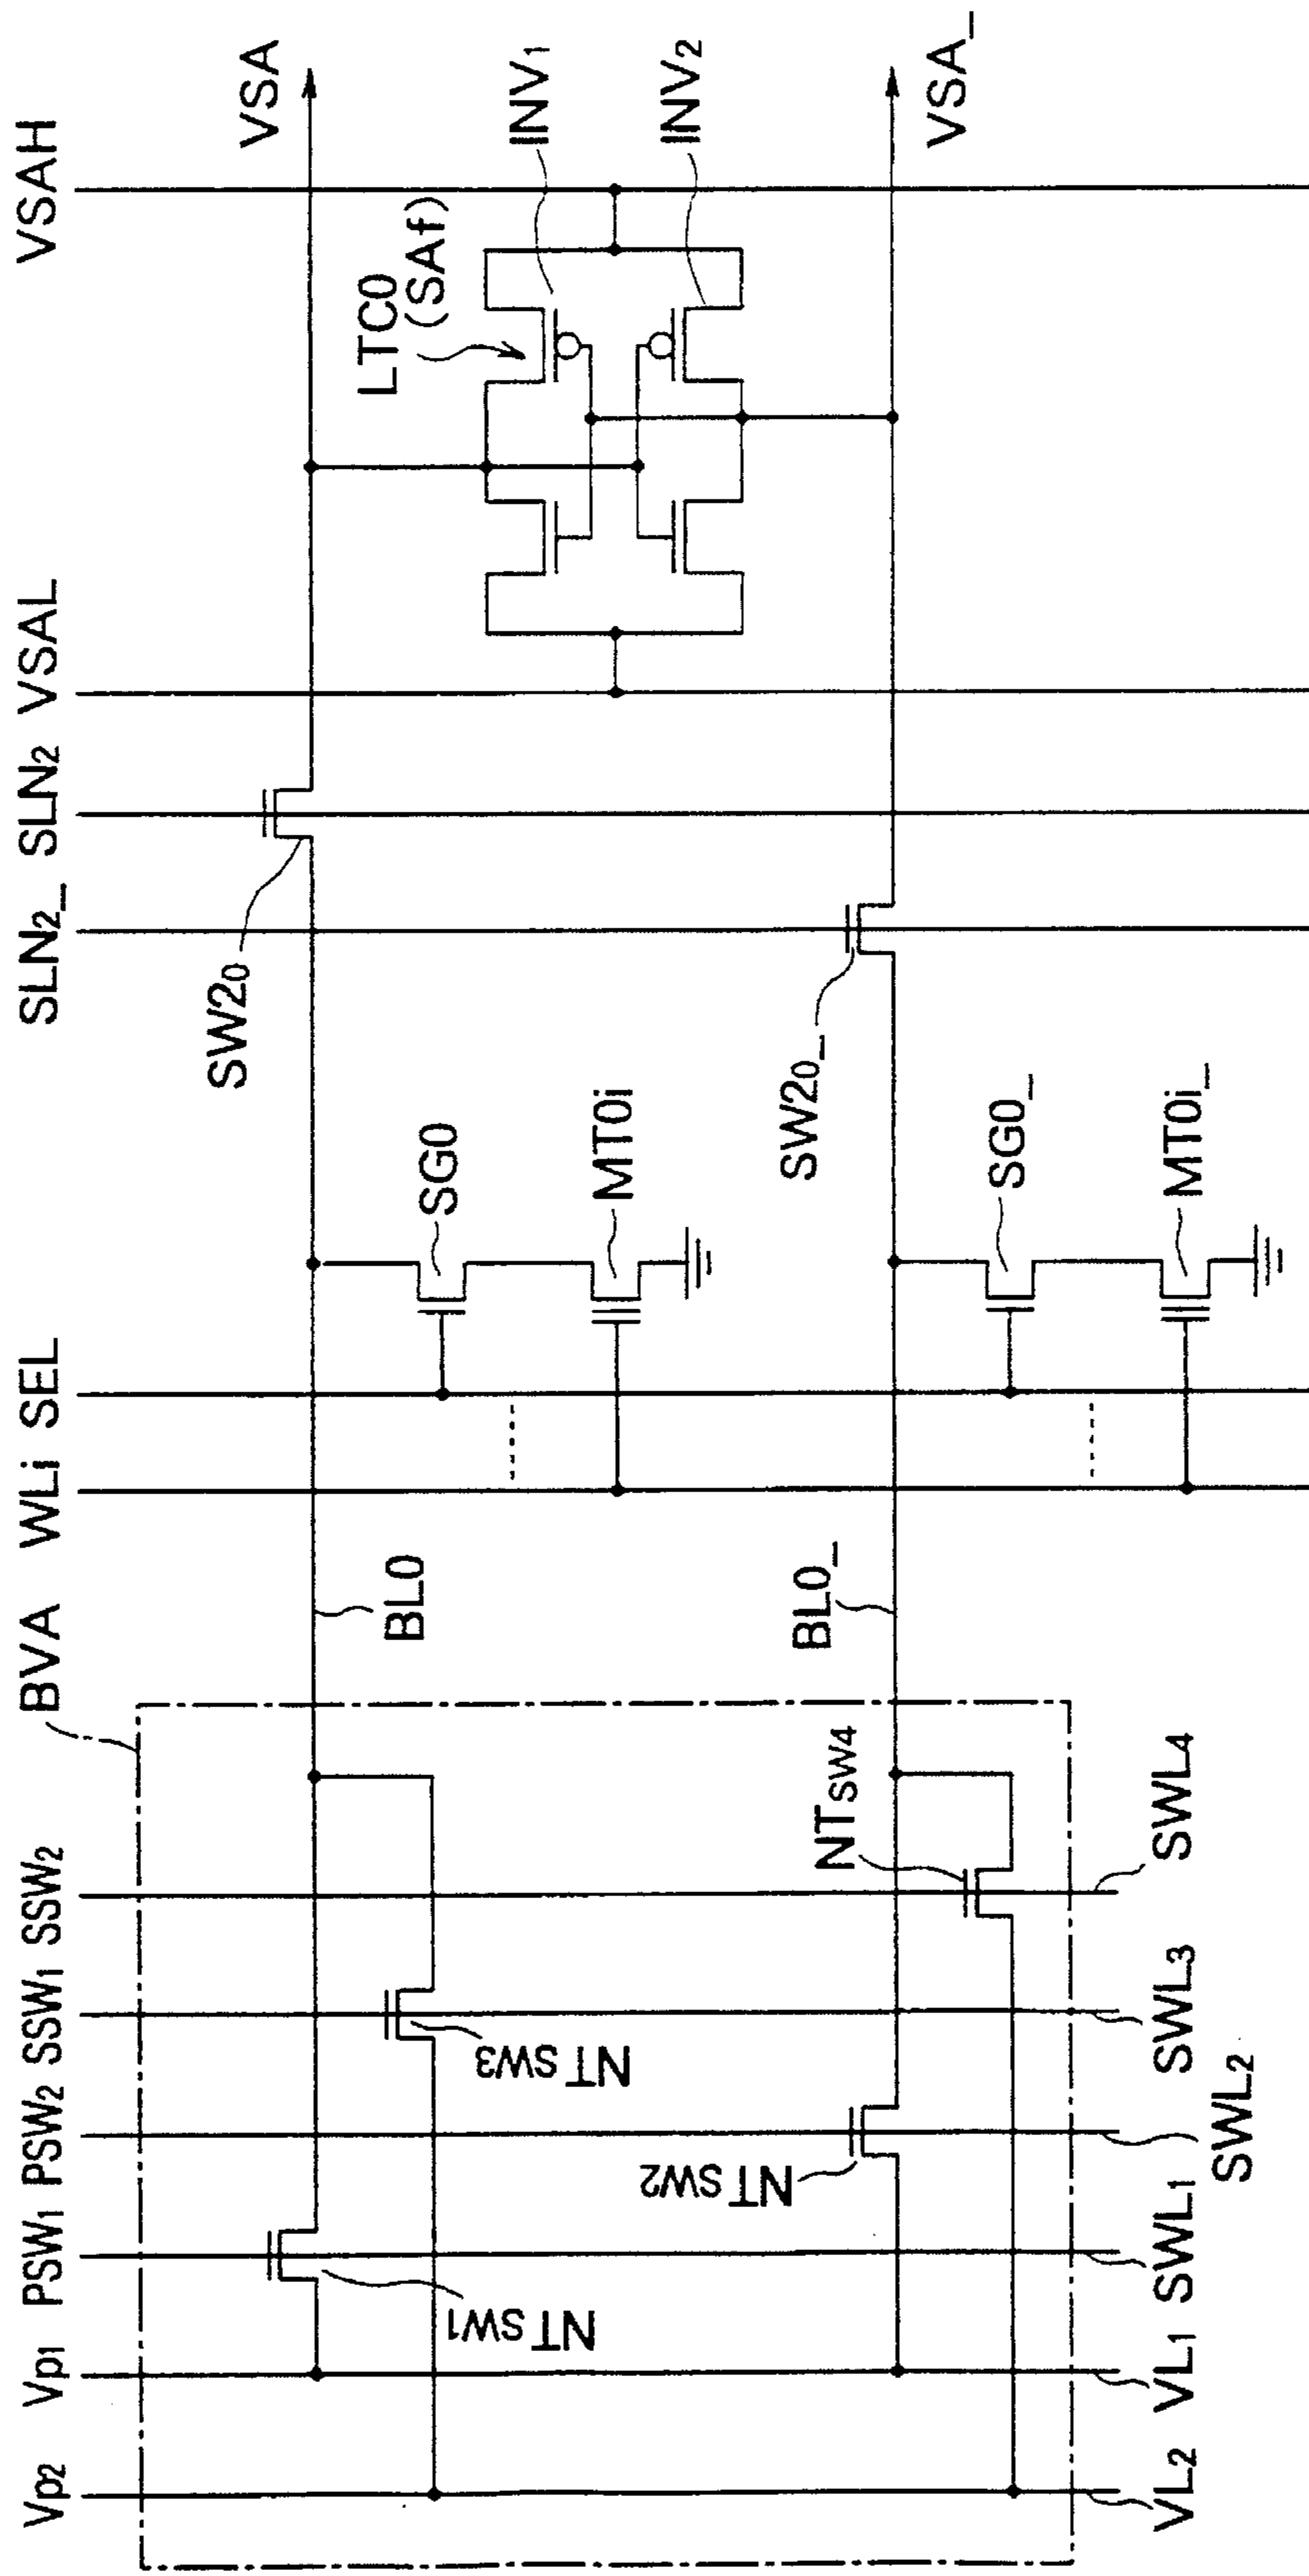 Vp2 Vp1 PSW1 PSW2 SSW1 SSW2 BVA WLi SEL SLN2_ SLN2 VSAL VSAH
VSA
SW20
LTC0
(SAf)
INV1
NTSW1
NTSW3
BL0
SG0
MT0i
INV2
NTSW2
NTSW4
BL0_
SW20_
VSA_
SG0_
MT0i_
VL2 VL1 SWL1 SWL3 SWL4
SWL2